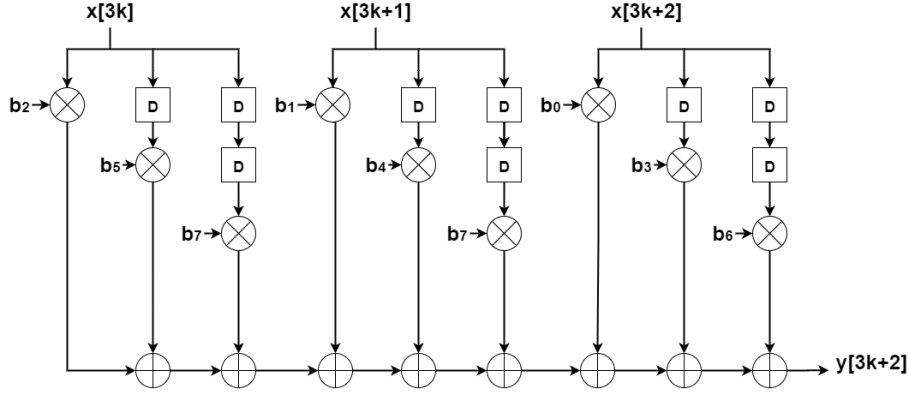 x[3k] x[3k+1] x[3k+2]
b2 D D b1 D D b0 D D
b5 D b4 D b3 D
b7 b7 b6
y[3k+2]